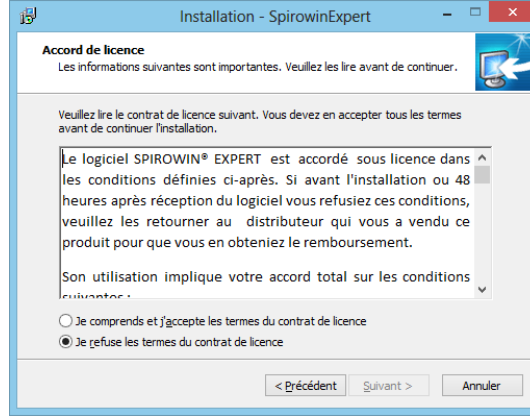 Installation - SpirowinExpert
Accord de licence
Les informations suivantes sont importantes. Veuillez les lire avant de continuer.
Veuillez lire le contrat de licence suivant. Vous devez en accepter tous les termes
avant de continuer l'installation.
Le logiciel SPIROWIN® EXPERT est accordé sous licence dans
les conditions définies ci-après. Si avant l'installation ou 48
heures après réception du logiciel vous refusiez ces conditions,
veuillez les retourner au distributeur qui vous a vendu ce
produit pour que vous en obteniez le remboursement.
Son utilisation implique votre accord total sur les conditions
suivantes :
Je comprends et j'accepte les termes du contrat de licence
Je refuse les termes du contrat de licence
< Précédent
Suivant >
Annuler